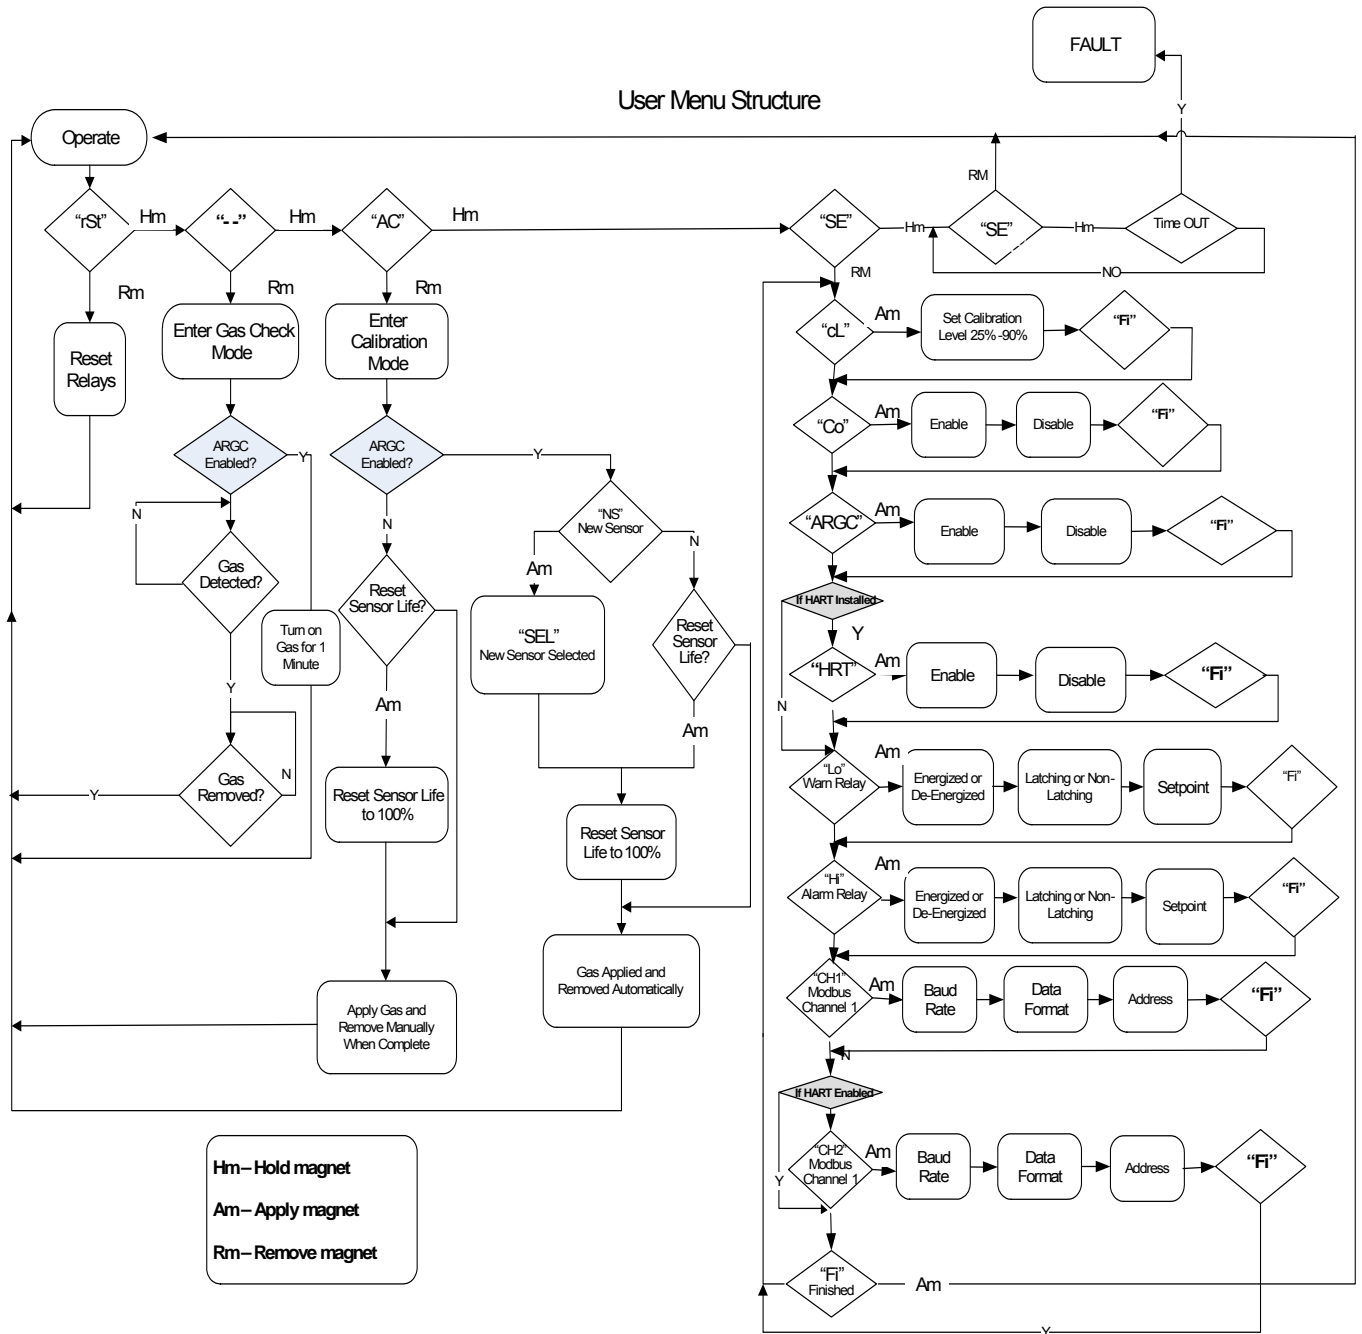 FAULT
User Menu Structure
Y
Operate
RM
"rSt"
Hm
"- -"
Hm
"AC"
Hm
"SE"
Hm
"SE"
Hm
Time OUT
NO
Rm
Rm
Rm
RM
Reset
Relays
Enter Gas Check
Mode
Enter
Calibration
Mode
"cL"
Am
Set Calibration
Level 25% -90%
"Fi"
"Co"
Am
Enable
Disable
"Fi"
ARGC
Enabled?
Y
ARGC
Enabled?
Y
N
N
"NS"
New Sensor
N
Am
"ARGC"
Am
Enable
Disable
"Fi"
Gas
Detected?
Reset
Sensor Life?
If HART Installed
Y
N
Turn on
Gas for 1
Minute
"SEL"
New Sensor Selected
Reset
Sensor
Life?
"HRT"
Am
Enable
Disable
"Fi"
Y
Am
Am
Gas
Removed?
N
Y
Reset Sensor Life
to 100%
Reset Sensor
Life to 100%
"Lo"
Warn Relay
Am
Energized or
De-Energized
Latching or Non-
Latching
Setpoint
"Fi"
"Hi"
Alarm Relay
Am
Energized or
De-Energized
Latching or Non-
Latching
Setpoint
"Fi"
Gas Applied and
Removed Automatically
Apply Gas and
Remove Manually
When Complete
"CH1"
Modbus
Channel 1
Am
Baud
Rate
Data
Format
Address
"Fi"
N
If HART Enabled
"CH2"
Modbus
Channel 1
Am
Baud
Rate
Data
Format
Address
"Fi"
Y
Hm – Hold magnet
Am – Apply magnet
Rm – Remove magnet
"Fi"
Finished
Am
Y